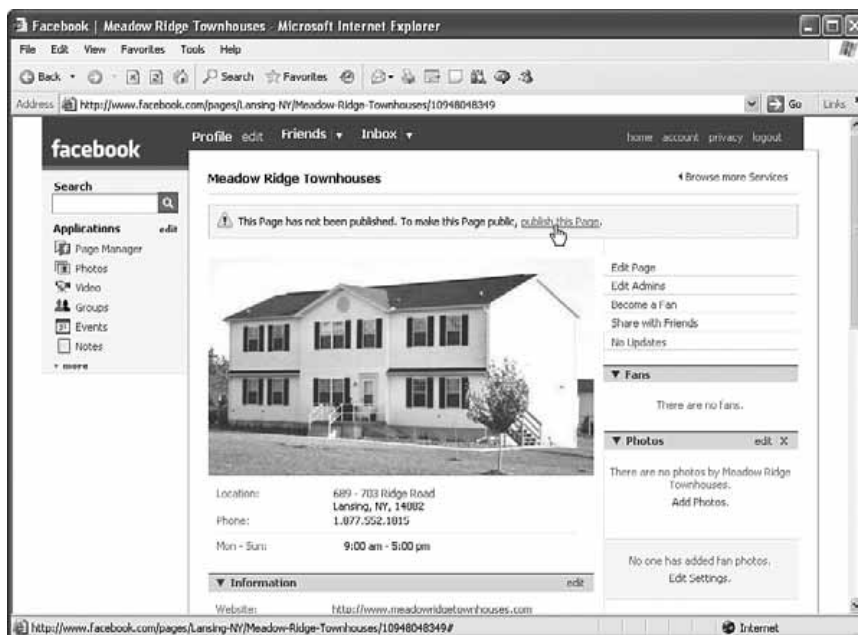 Facebook | Meadow Ridge Townhouses - Microsoft Internet Explorer
File Edit View Favorites Tools Help
Back Search Favorites
Address http://www.facebook.com/pages/Lansing-NY/Meadow-Ridge-Townhouses/10948048349 Go Links
facebook Profile edit Friends Inbox home account privacy logout
Search
Applications edit
Page Manager
Photos
Video
Groups
Events
Notes
more
Meadow Ridge Townhouses Browse more Services
This Page has not been published. To make this Page public, publish this Page.
Edit Page
Edit Admins
Become a Fan
Share with Friends
No Updates
Fans
There are no fans.
Photos edit X
There are no photos by Meadow Ridge
Townhouses.
Add Photos.
No one has added fan photos.
Edit Settings.
Location: 689 - 703 Ridge Road
Lansing, NY, 14882
Phone: 1.877.552.1815
Mon - Sun: 9:00 am - 5:00 pm
Information edit
Website: http://www.meadowridgetownhouses.com
http://www.facebook.com/pages/Lansing-NY/Meadow-Ridge-Townhouses/10948048349# Internet